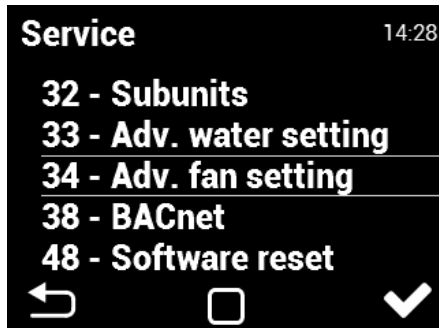 Service 14:28
32 - Subunits
33 - Adv. water setting
34 - Adv. fan setting
38 - BACnet
48 - Software reset